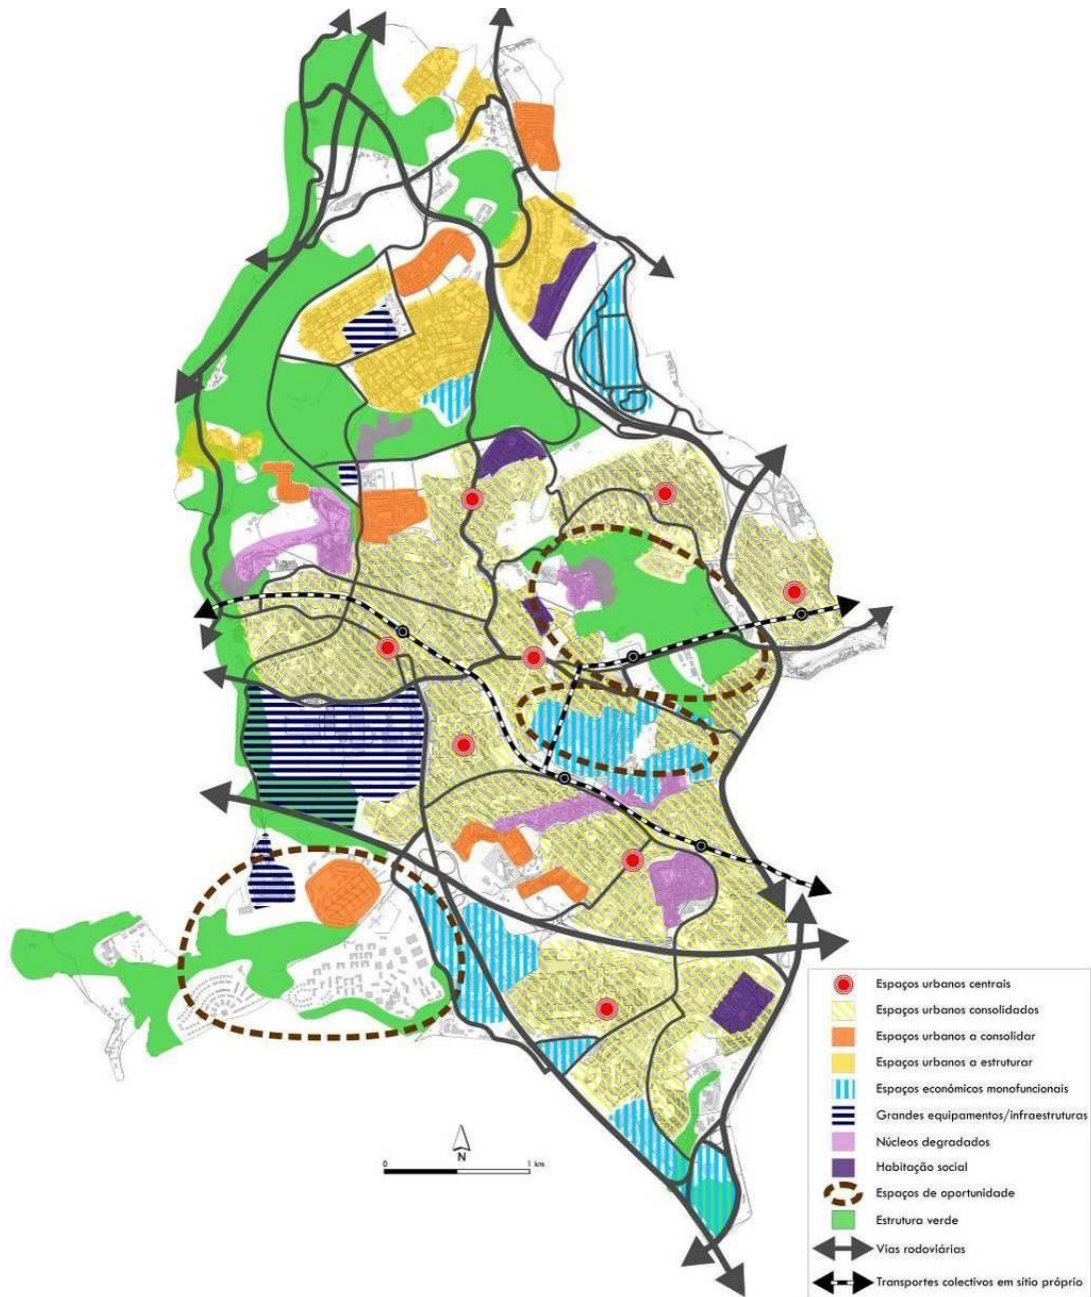 Espaços urbanos centrais
Espaços urbanos consolidados
Espaços urbanos a consolidar
Espaços urbanos a estruturar
Espaços económicos monofuncionais
Grandes equipamentos/infraestruturas
Núcleos degradados
Habitação social
Espaços de oportunidade
Estrutura verde
Vias rodoviárias
Transportes colectivos em sítio próprio
N
0 1 km